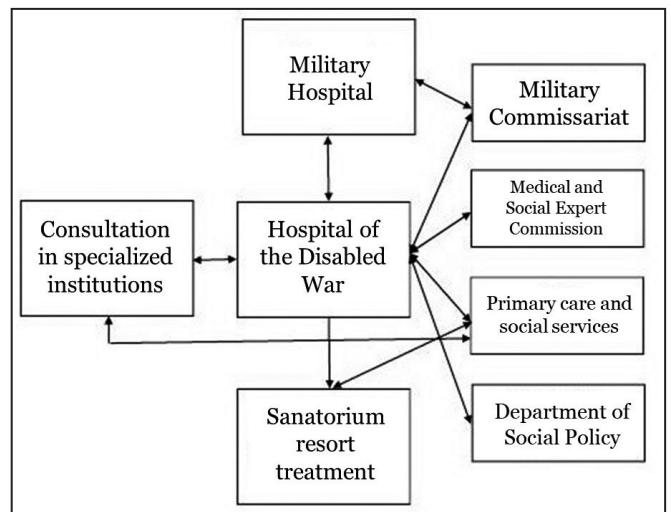 Military
Hospital
Military
Commissariat
Medical and
Social Expert
Commission
Consultation
in specialized
institutions
Hospital of
the Disabled
War
Primary care and
social services
Sanatorium
resort
treatment
Department of
Social Policy